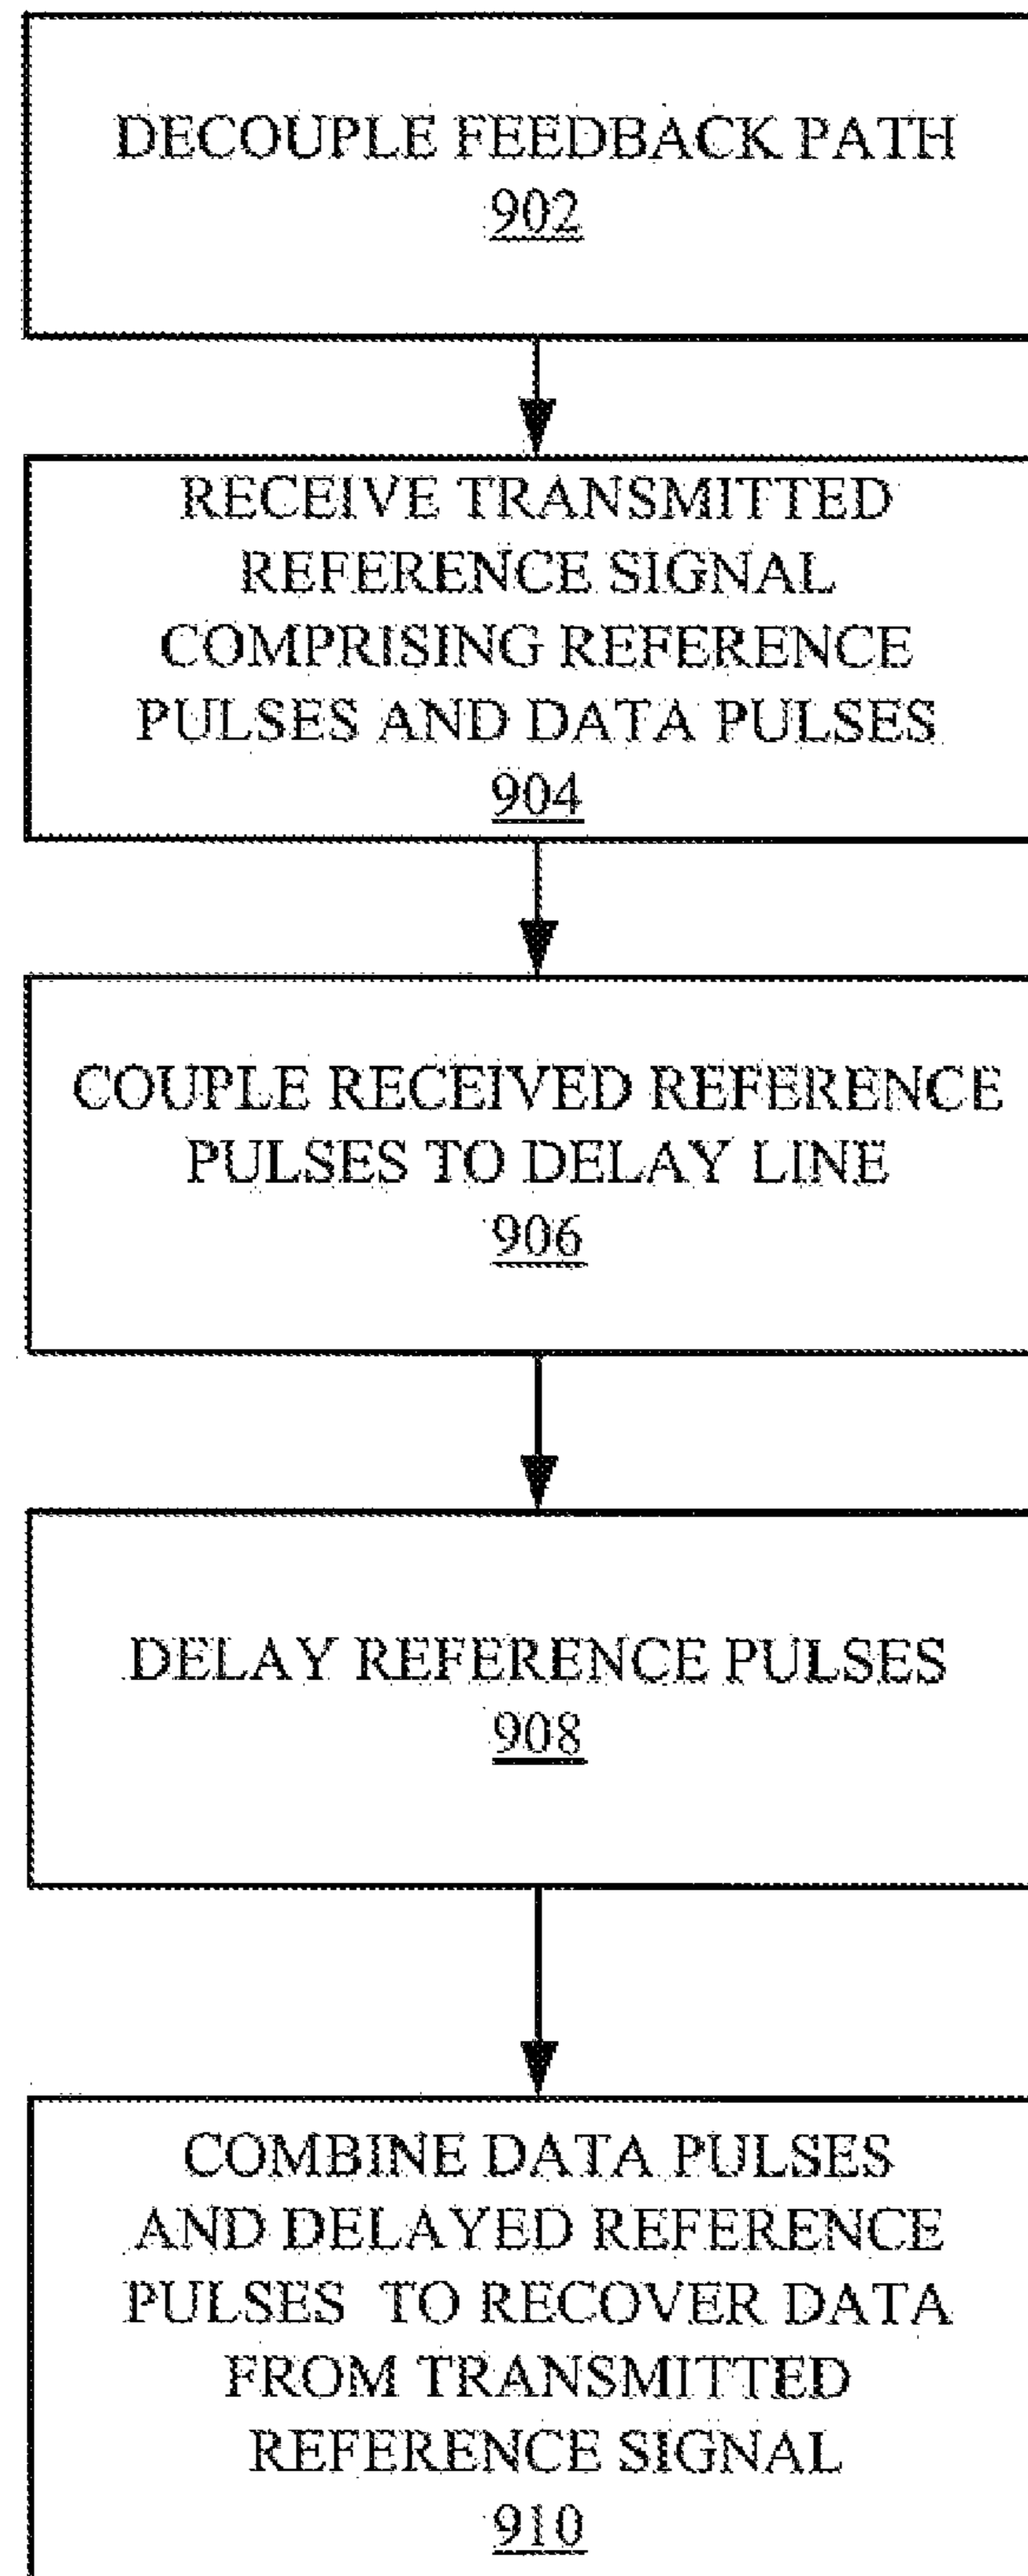 DECOUPLE FEEDBACK PATH
902
RECEIVE TRANSMITTED
REFERENCE SIGNAL
COMPRISING REFERENCE
PULSES AND DATA PULSES
904
COUPLE RECEIVED REFERENCE
PULSES TO DELAY LINE
906
DELAY REFERENCE PULSES
908
COMBINE DATA PULSES
AND DELAYED REFERENCE
PULSES TO RECOVER DATA
FROM TRANSMITTED
REFERENCE SIGNAL
910